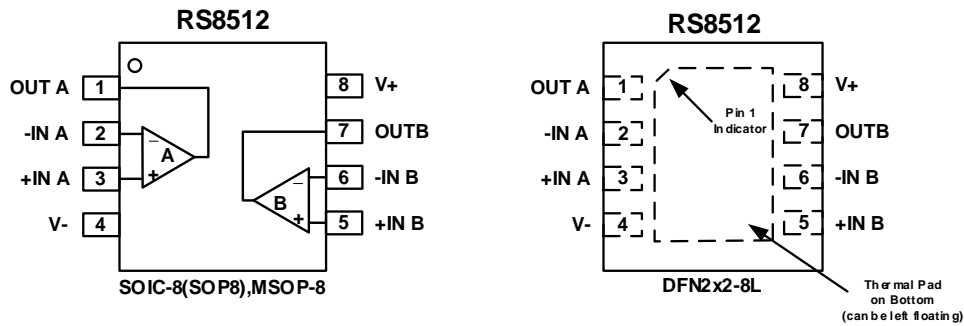 RS8512
OUT A 1
-IN A 2
+IN A 3
V- 4
8 V+
7 OUTB
6 -IN B
5 +IN B
− A +
− B +
SOIC-8(SOP8),MSOP-8
RS8512
OUT A 1
-IN A 2
+IN A 3
V- 4
8 V+
7 OUTB
6 -IN B
5 +IN B
Pin 1
Indicator
DFN2x2-8L
Thermal Pad
on Bottom
(can be left floating)